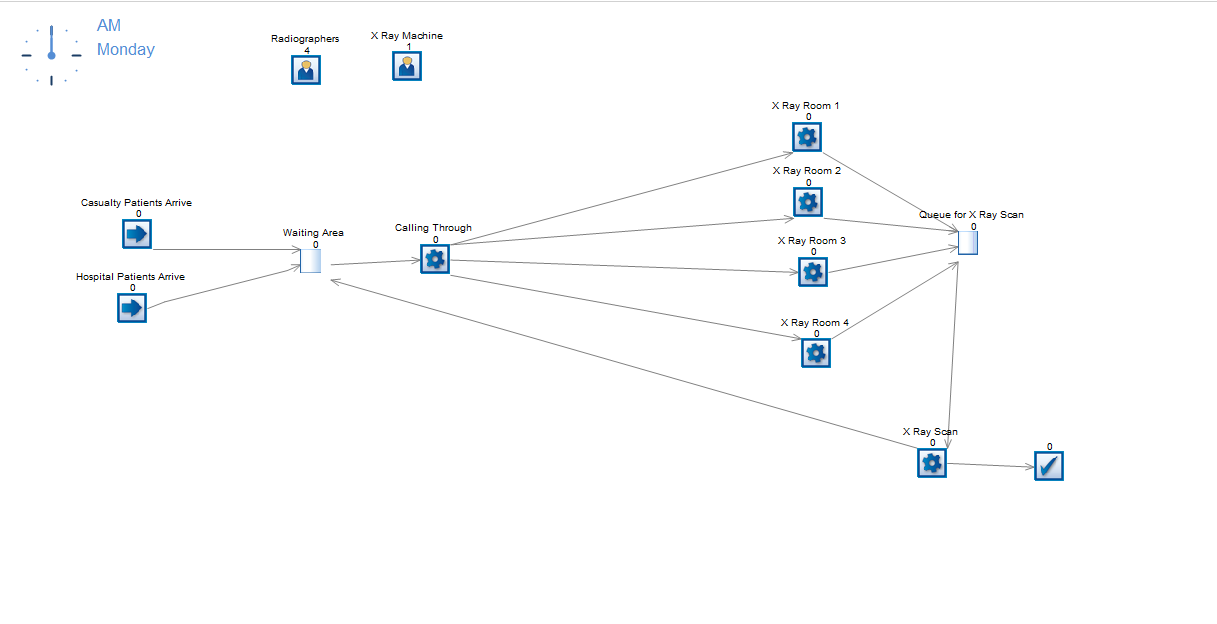 AM
Monday
Radiographers
4
X Ray Machine
1
X Ray Room 1
0
X Ray Room 2
0
Casualty Patients Arrive
0
Waiting Area
0
Calling Through
0
X Ray Room 3
0
Queue for X Ray Scan
0
Hospital Patients Arrive
0
X Ray Room 4
0
X Ray Scan
0
0